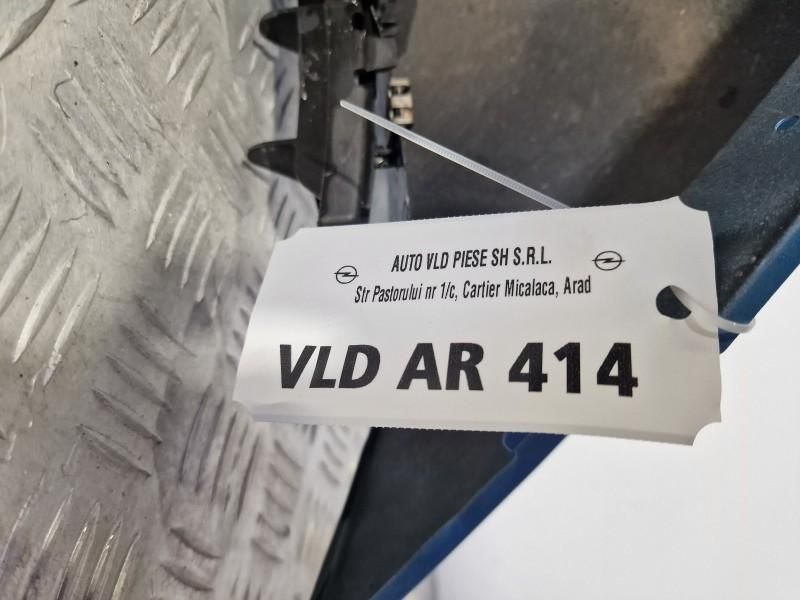 AUTO VLD PIESE SH S.R.L.
Str Pastorului nr 1/c, Cartier Micalaca, Arad
VLD AR 414